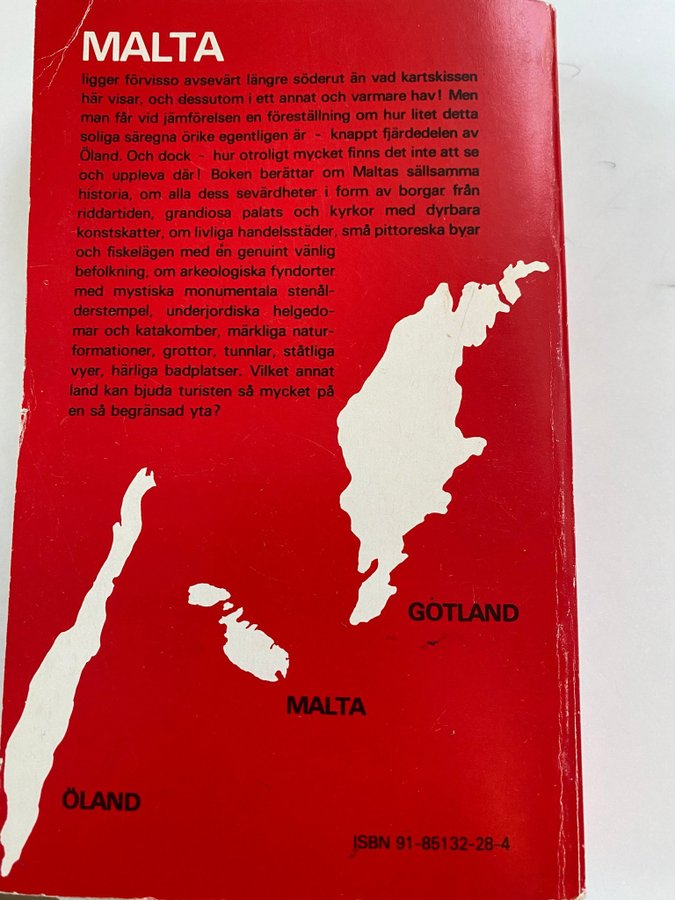 MALTA
ligger förvisso avsevärt längre söderut än vad kartskissen
här visar, och dessutom i ett annat och varmare hav! Men
man får vid jämförelsen en föreställning om hur litet detta
soliga säregna örike egentligen är - knappt fjärdedelen av
Öland. Och dock - hur otroligt mycket finns det inte att se
och uppleva där! Boken berättar om Maltas sällsamma
historia, om alla dess sevärdheter i form av borgar från
riddartiden, grandiosa palats och kyrkor med dyrbara
konstskatter, om livliga handelsstäder, små pittoreska byar
och fiskelägen med en genuint vänlig
befolkning, om arkeologiska fyndorter
med mystiska monumentala stenål-
derstempel, underjordiska helgedo-
mar och katakomber, märkliga natur-
formationer, grottor, tunnlar, ståtliga
vyer, härliga badplatser. Vilket annat
land kan bjuda turisten så mycket på
en så begränsad yta?
GOTLAND
MALTA
ÖLAND
ISBN 91-85132-28-4